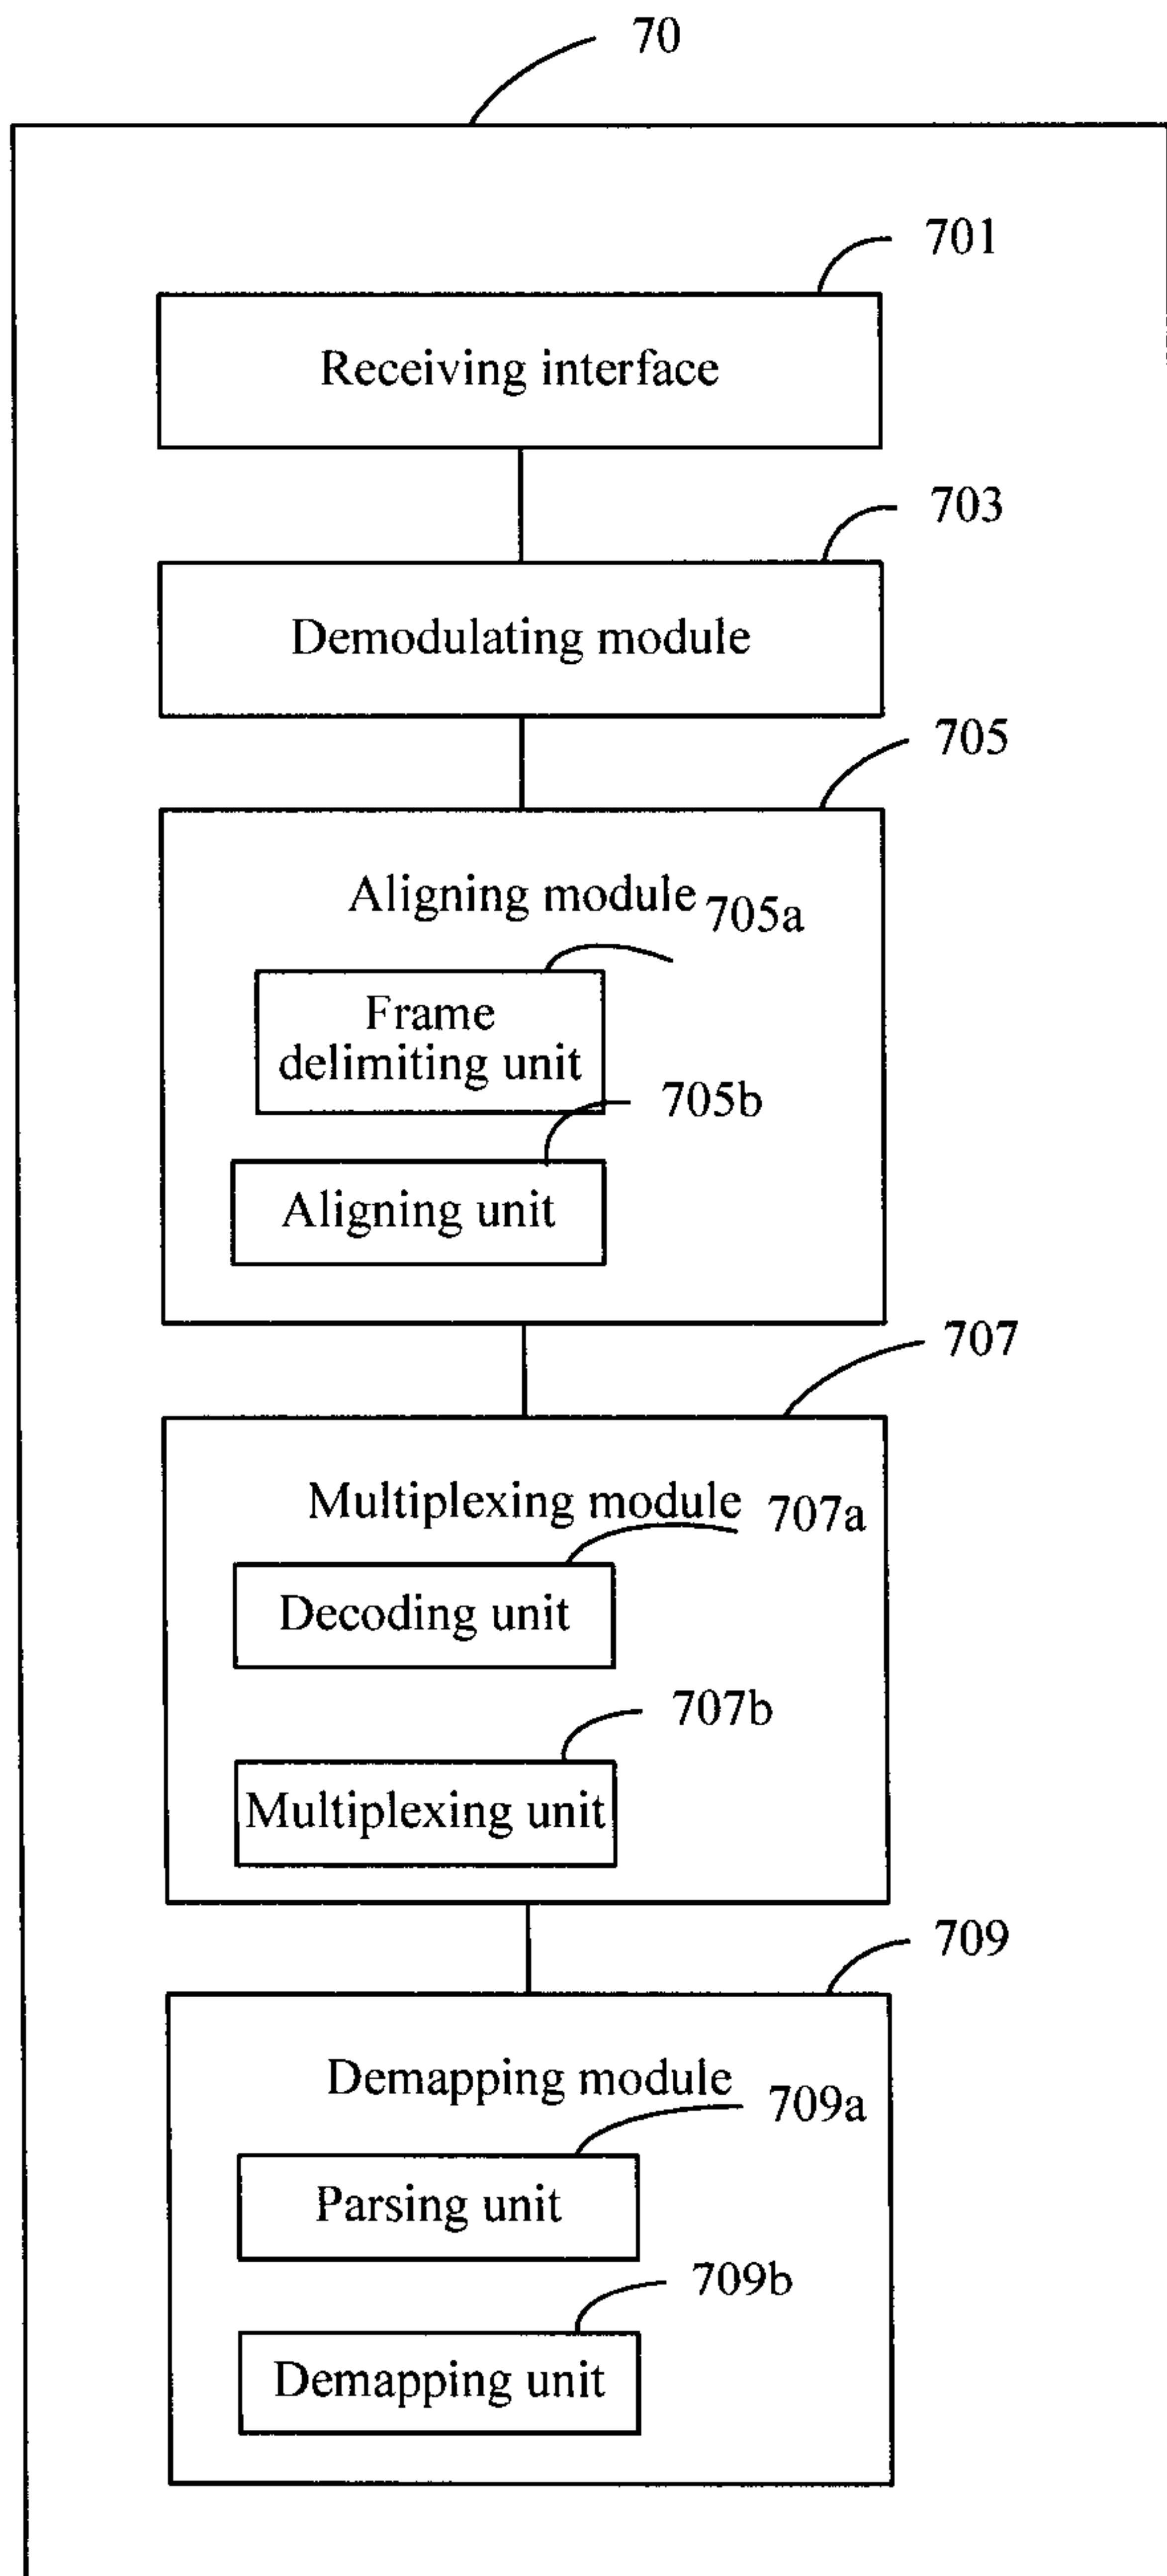 70
701
Receiving interface
703
Demodulating module
705
Aligning module
705a
Frame
delimiting unit
705b
Aligning unit
707
Multiplexing module
707a
Decoding unit
707b
Multiplexing unit
709
Demapping module
709a
Parsing unit
709b
Demapping unit